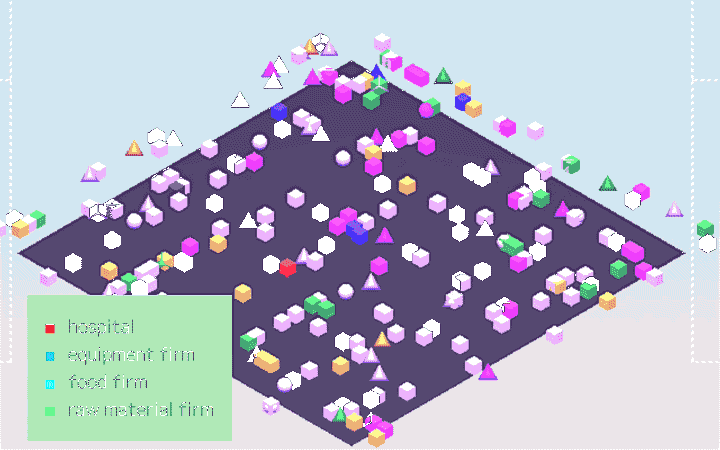 hospital
equipment firm
food firm
raw material firm